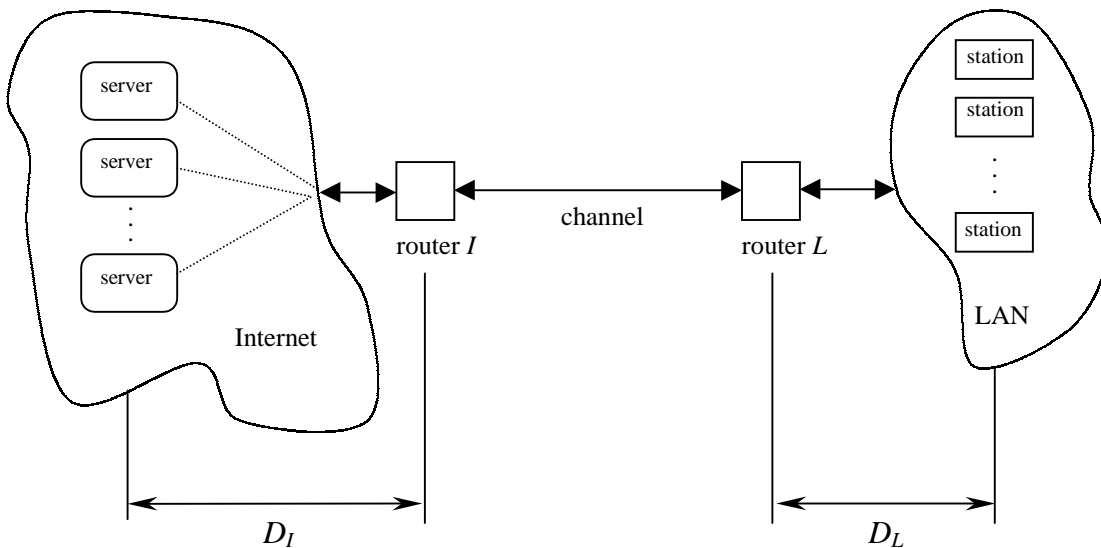 server
server
server
Internet
router I
channel
router L
station
station
station
LAN
D_I
D_L